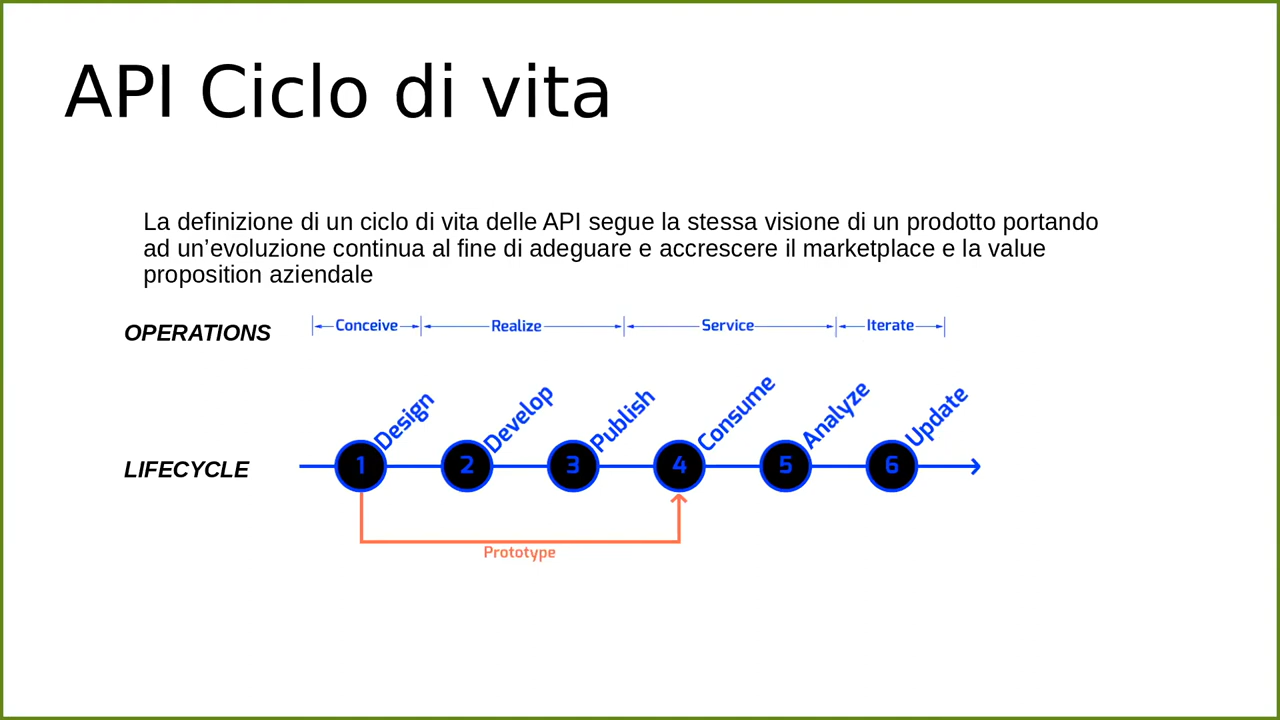 API Ciclo di vita
La definizione di un ciclo di vita delle API segue la stessa visione di un prodotto portando
ad un’evoluzione continua al fine di adeguare e accrescere il marketplace e la value
proposition aziendale
OPERATIONS
Conceive Realize Service Iterate
Design Develop Publish Consume Analyze Update
LIFECYCLE
1 2 3 4 5 6
Prototype